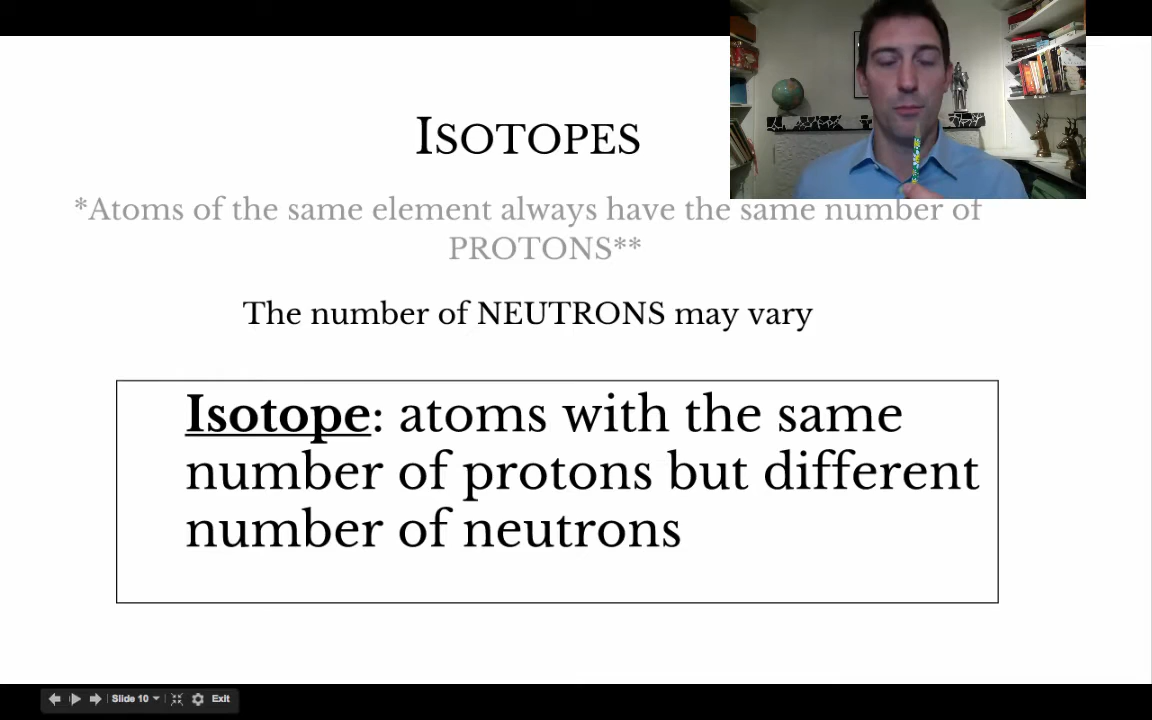 ISOTOPES
*Atoms of the same element always have the same number of
PROTONS**
The number of NEUTRONS may vary
Isotope: atoms with the same
number of protons but different
number of neutrons
Slide 10
Exit